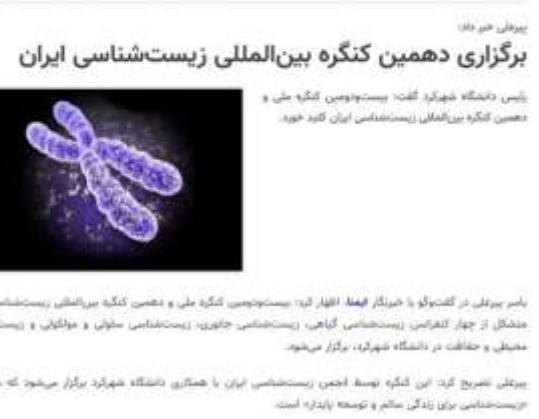 پیرعلی خبر داد:
برگزاری دهمین کنگره بین‌المللی زیست‌شناسی ایران
رئیس دانشگاه شهرکرد گفت: بیست‌ودومین کنگره ملی و
دهمین کنگره بین‌المللی زیست‌شناسی ایران کلید خورد.
یاسر پیرعلی در گفت‌وگو با خبرنگار ایمنا، اظهار کرد: بیست‌ودومین کنگره ملی و دهمین کنگره بین‌المللی
متشکل از چهار کنفرانس زیست‌شناسی گیاهی، زیست‌شناسی جانوری، زیست‌شناسی سلولی و مولکولی و زیست
محیطی و حفاظت در دانشگاه شهرکرد، برگزار می‌شود.
پیرعلی تصریح کرد: این کنگره توسط انجمن زیست‌شناسی ایران با همکاری دانشگاه شهرکرد برگزار می‌شود که
«زیست‌شناسی برای زندگی سالم و توسعه پایدار» است.